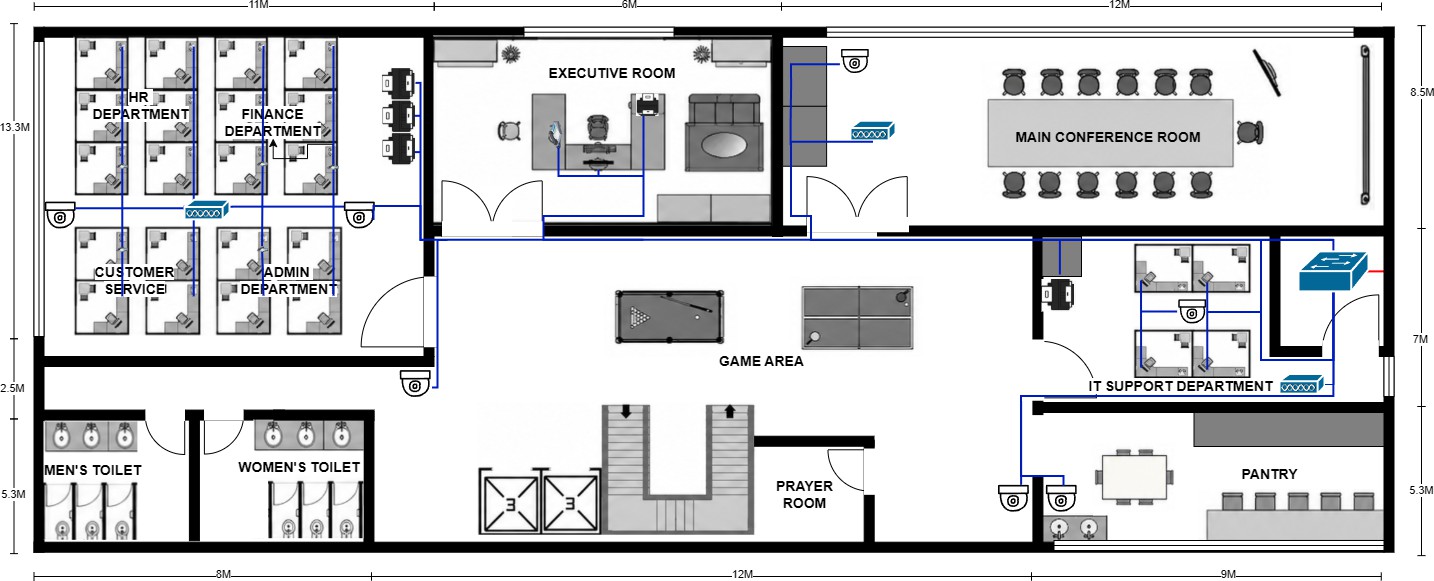 11M
6M
12M
HR
DEPARTMENT
FINANCE
DEPARTMENT
EXECUTIVE ROOM
MAIN CONFERENCE ROOM
13.3M
8.5M
CUSTOMER
SERVICE
ADMIN
DEPARTMENT
GAME AREA
7M
IT SUPPORT DEPARTMENT
2.5M
MEN'S TOILET
WOMEN'S TOILET
3
3
PRAYER
ROOM
PANTRY
5.3M
5.3M
8M
12M
9M